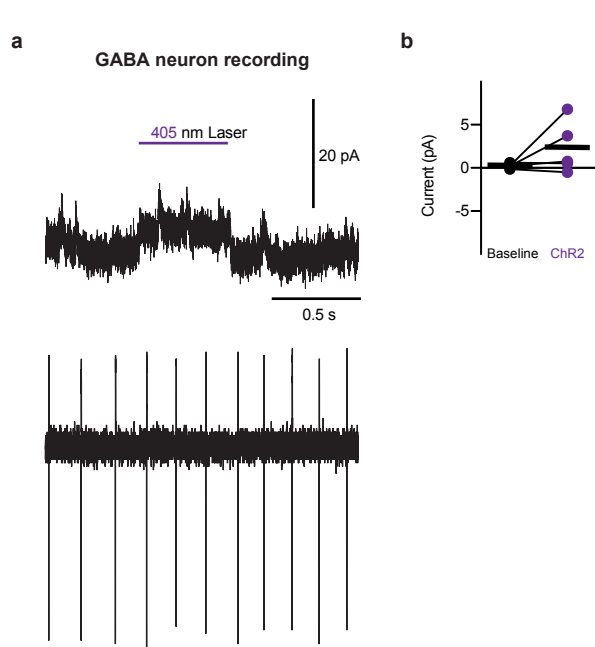 a
GABA neuron recording
405 nm Laser
20 pA
0.5 s
b
Current (pA)
5
0
-5
Baseline
ChR2